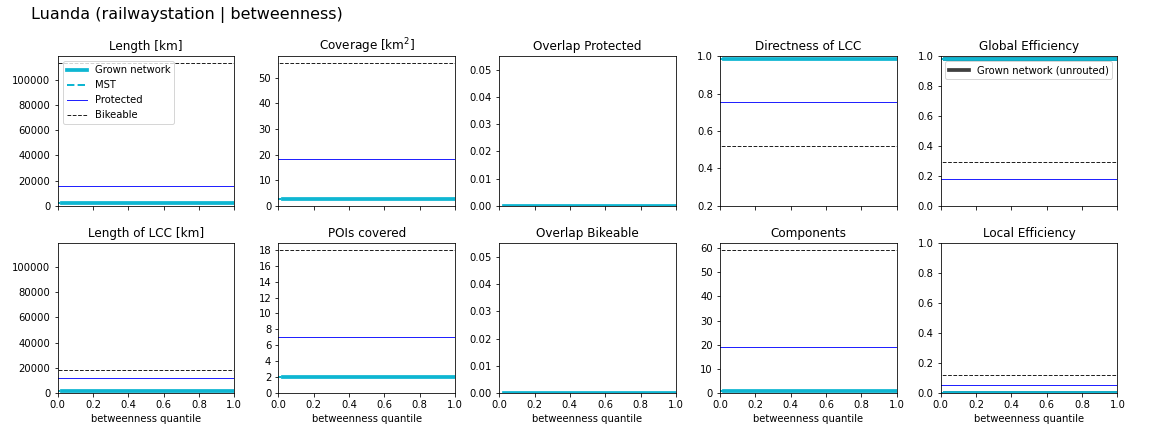 Luanda (railwaystation | betweenness)
Length [km]
Coverage [km²]
Overlap Protected
Directness of LCC
Global Efficiency
Grown network
MST
Protected
Bikeable
Grown network (unrouted)
100000
80000
60000
40000
20000
0
50
40
30
20
10
0
0.05
0.04
0.03
0.02
0.01
0.00
1.0
0.8
0.6
0.4
0.2
1.0
0.8
0.6
0.4
0.2
0.0
Length of LCC [km]
POIs covered
Overlap Bikeable
Components
Local Efficiency
100000
80000
60000
40000
20000
0
18
16
14
12
10
8
6
4
2
0
0.05
0.04
0.03
0.02
0.01
0.00
60
50
40
30
20
10
0
1.0
0.8
0.6
0.4
0.2
0.0
0.0 0.2 0.4 0.6 0.8 1.0
0.0 0.2 0.4 0.6 0.8 1.0
0.0 0.2 0.4 0.6 0.8 1.0
0.0 0.2 0.4 0.6 0.8 1.0
0.0 0.2 0.4 0.6 0.8 1.0
betweenness quantile
betweenness quantile
betweenness quantile
betweenness quantile
betweenness quantile